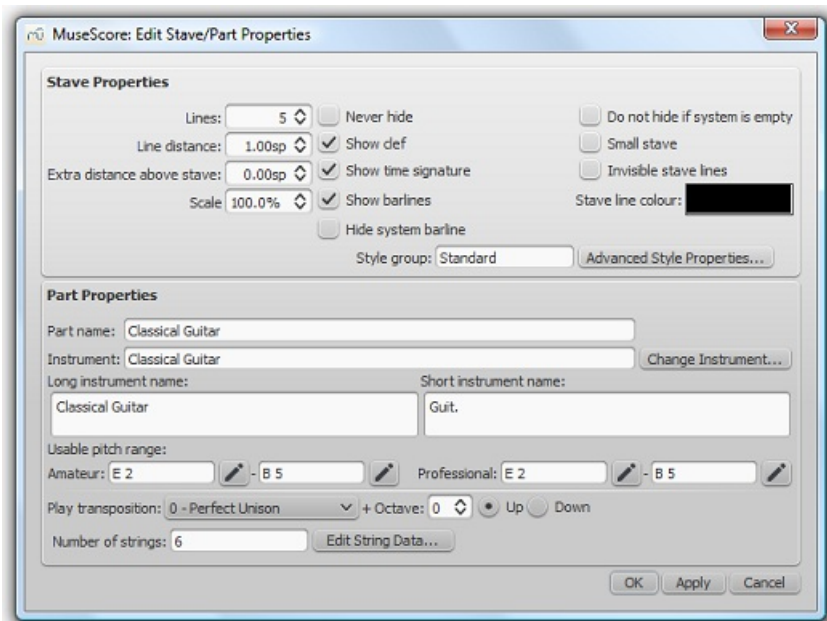 MuseScore: Edit Stave/Part Properties
Stave Properties
Lines: 5 Never hide Do not hide if system is empty
Line distance: 1.00sp Show clef Small stave
Extra distance above stave: 0.00sp Show time signature Invisible stave lines
Scale 100.0% Show barlines Stave line colour:
Hide system barline
Style group: Standard Advanced Style Properties...
Part Properties
Part name: Classical Guitar
Instrument: Classical Guitar Change Instrument...
Long instrument name: Short instrument name:
Classical Guitar Guit.
Usable pitch range:
Amateur: E 2 - B 5 Professional: E 2 - B 5
Play transposition: 0 - Perfect Unison + Octave: 0 Up Down
Number of strings: 6 Edit String Data...
OK Apply Cancel